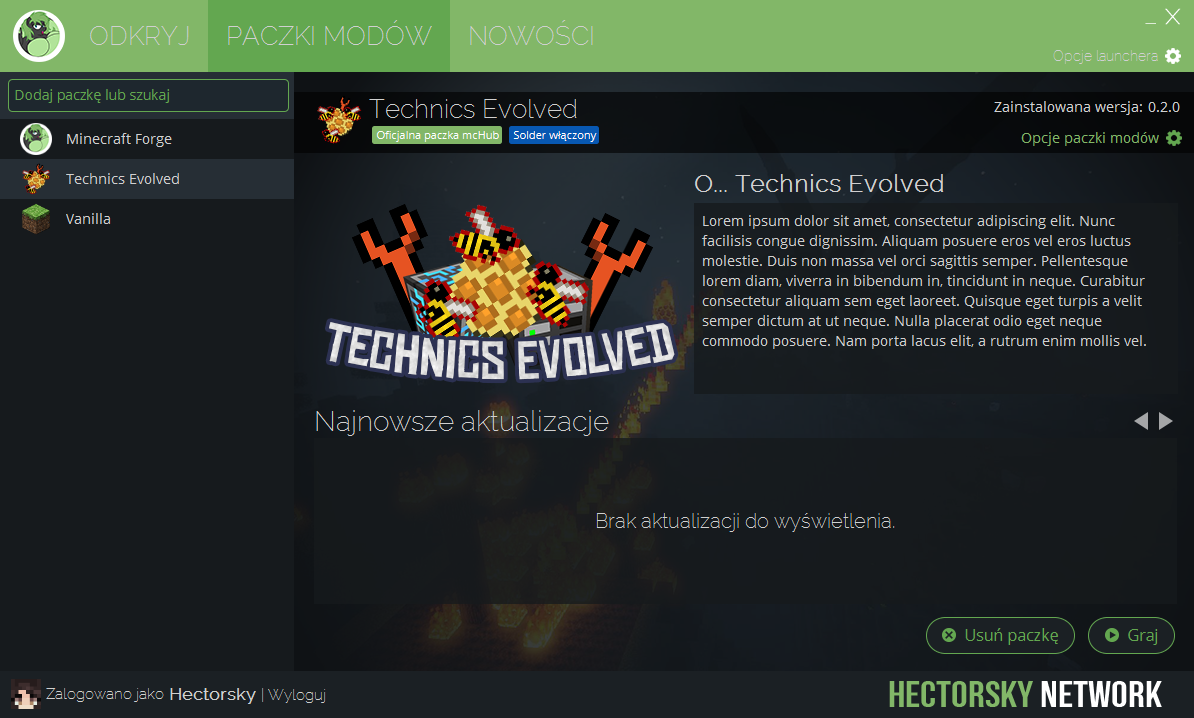 ODKRYJ PACZKI MODÓW NOWOŚCI
Opcje launchera
Dodaj paczkę lub szukaj
Minecraft Forge
Technics Evolved
Vanilla
Technics Evolved
Oficjalna paczka mcHub Solder włączony
Zainstalowana wersja: 0.2.0
Opcje paczki modów
TECHNICS EVOLVED
O... Technics Evolved
Lorem ipsum dolor sit amet, consectetur adipiscing elit. Nunc
facilisis congue dignissim. Aliquam posuere eros vel eros luctus
molestie. Duis non massa vel orci sagittis semper. Pellentesque
lorem diam, viverra in bibendum in, tincidunt in neque. Curabitur
consectetur aliquam sem eget laoreet. Quisque eget turpis a velit
semper dictum at ut neque. Nulla placerat odio eget neque
commodo posuere. Nam porta lacus elit, a rutrum enim mollis vel.
Najnowsze aktualizacje
Brak aktualizacji do wyświetlenia.
Usuń paczkę Graj
Zalogowano jako Hectorsky | Wyloguj
HECTORSKY NETWORK